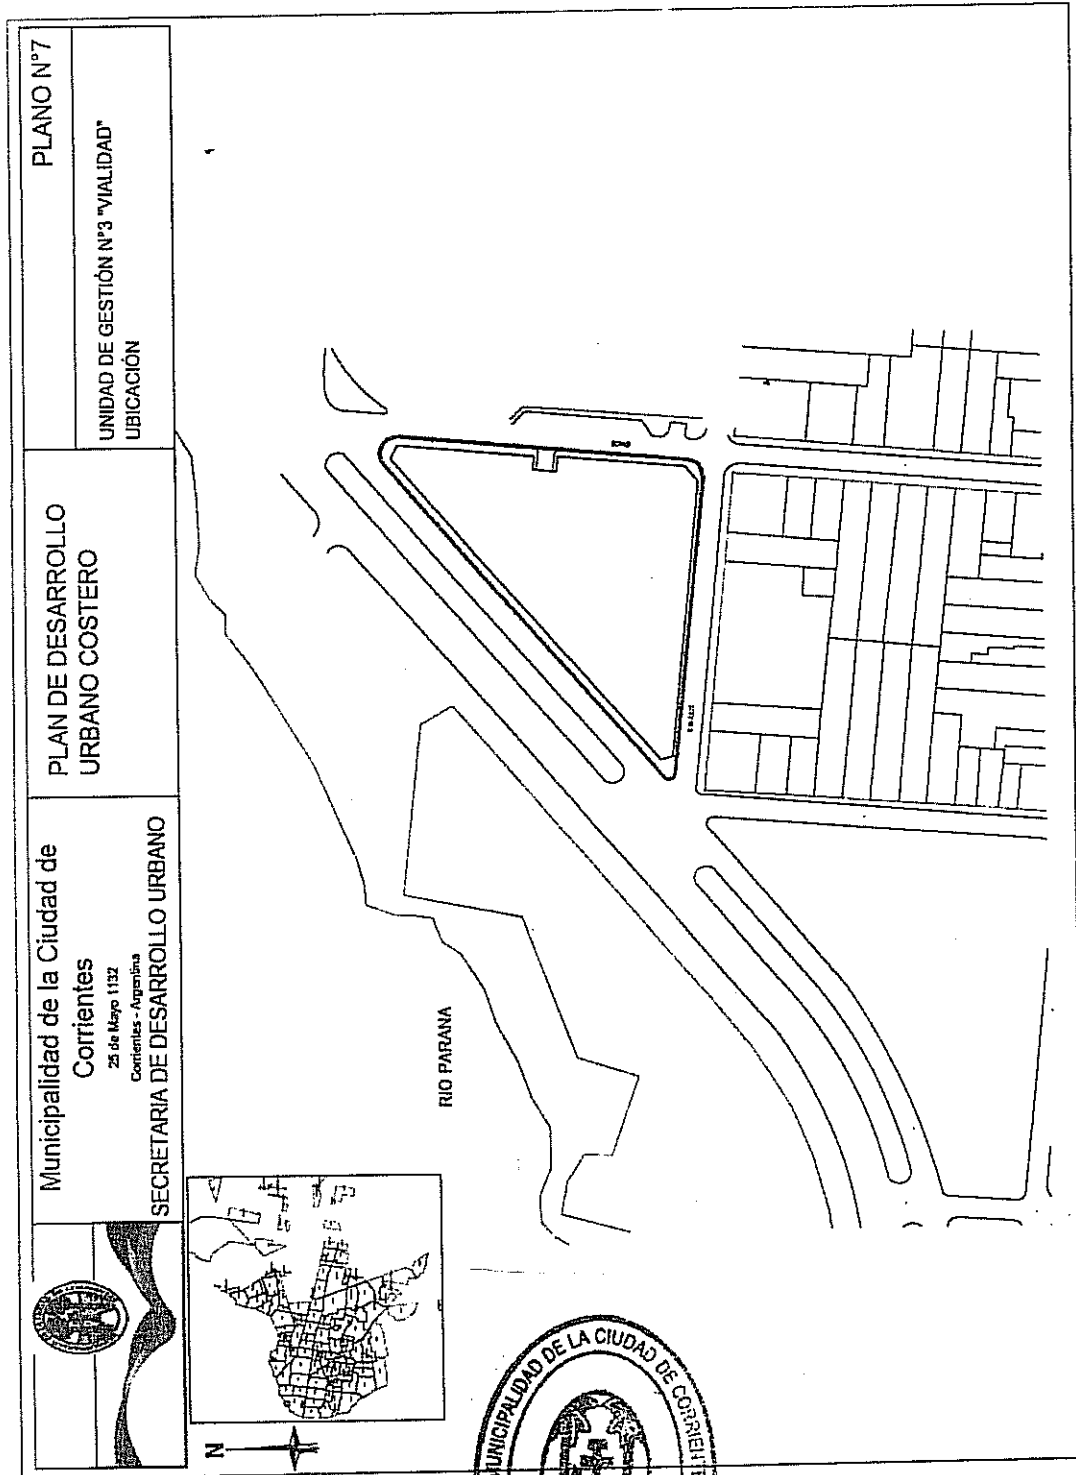 Municipalidad de la Ciudad de
Corrientes
25 de Mayo 1132
Corrientes - Argentina
SECRETARIA DE DESARROLLO URBANO
PLAN DE DESARROLLO
URBANO COSTERO
PLANO N°7
UNIDAD DE GESTIÓN N°3 "VIALIDAD"
UBICACIÓN
N
RIO PARANA
MUNICIPALIDAD DE LA CIUDAD DE CORRIENTE